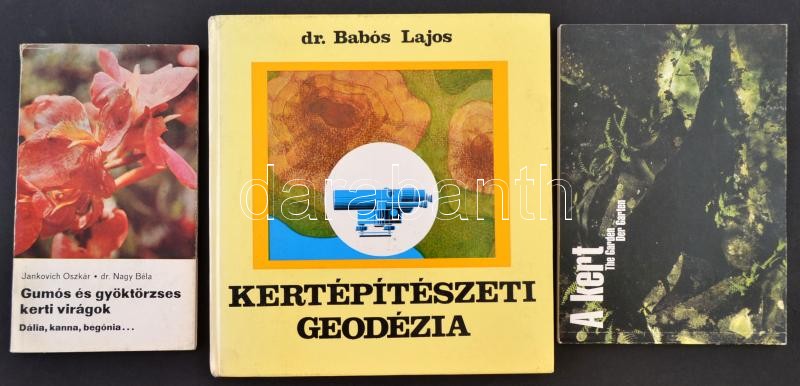 Jankovich Oszkár • dr. Nagy Béla
Gumós és gyöktörzses
kerti virágok
Dália, kanna, begónia...
dr. Babós Lajos
KERTÉPÍTÉSZETI
GEODÉZIA
A kert
The Garden
Der Garten
darabanth